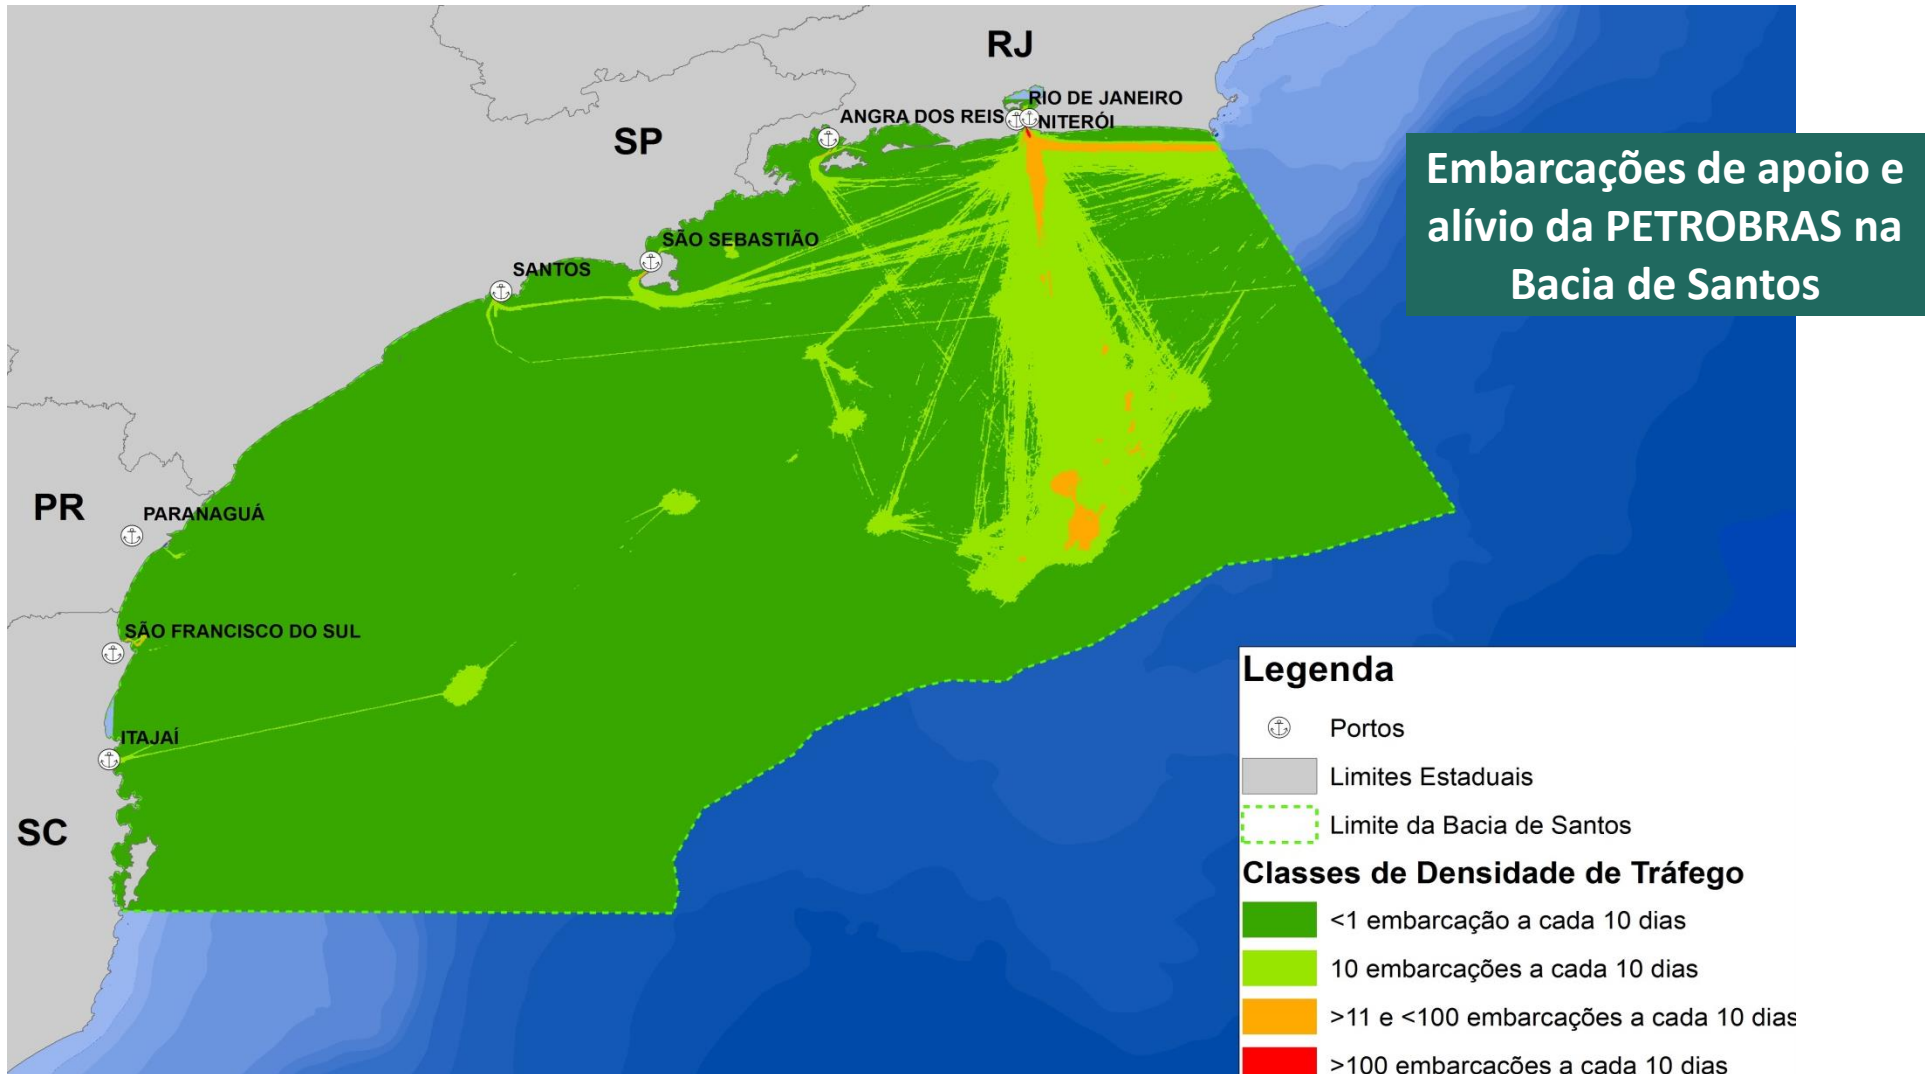 RJ
RIO DE JANEIRO
ANGRA DOS REIS
NITERÓI
SP
Embarcações de apoio e
alívio da PETROBRAS na
Bacia de Santos
SÃO SEBASTIÃO
SANTOS
PR
PARANAGUÁ
SÃO FRANCISCO DO SUL
ITAJAÍ
SC
Legenda
Portos
Limites Estaduais
Limite da Bacia de Santos
Classes de Densidade de Tráfego
<1 embarcação a cada 10 dias
10 embarcações a cada 10 dias
>11 e <100 embarcações a cada 10 dias
>100 embarcações a cada 10 dias